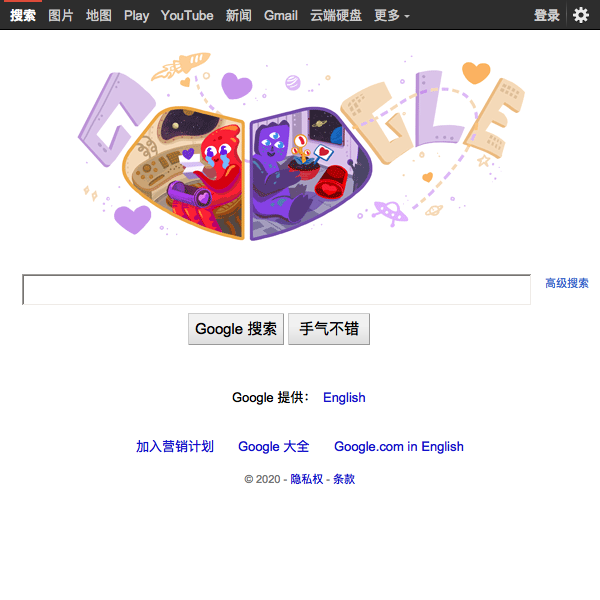 搜索 图片 地图 Play YouTube 新闻 Gmail 云端硬盘 更多 登录
GOOGLE
高级搜索
Google 搜索 手气不错
Google 提供： English
加入营销计划 Google 大全 Google.com in English
© 2020 - 隐私权 - 条款